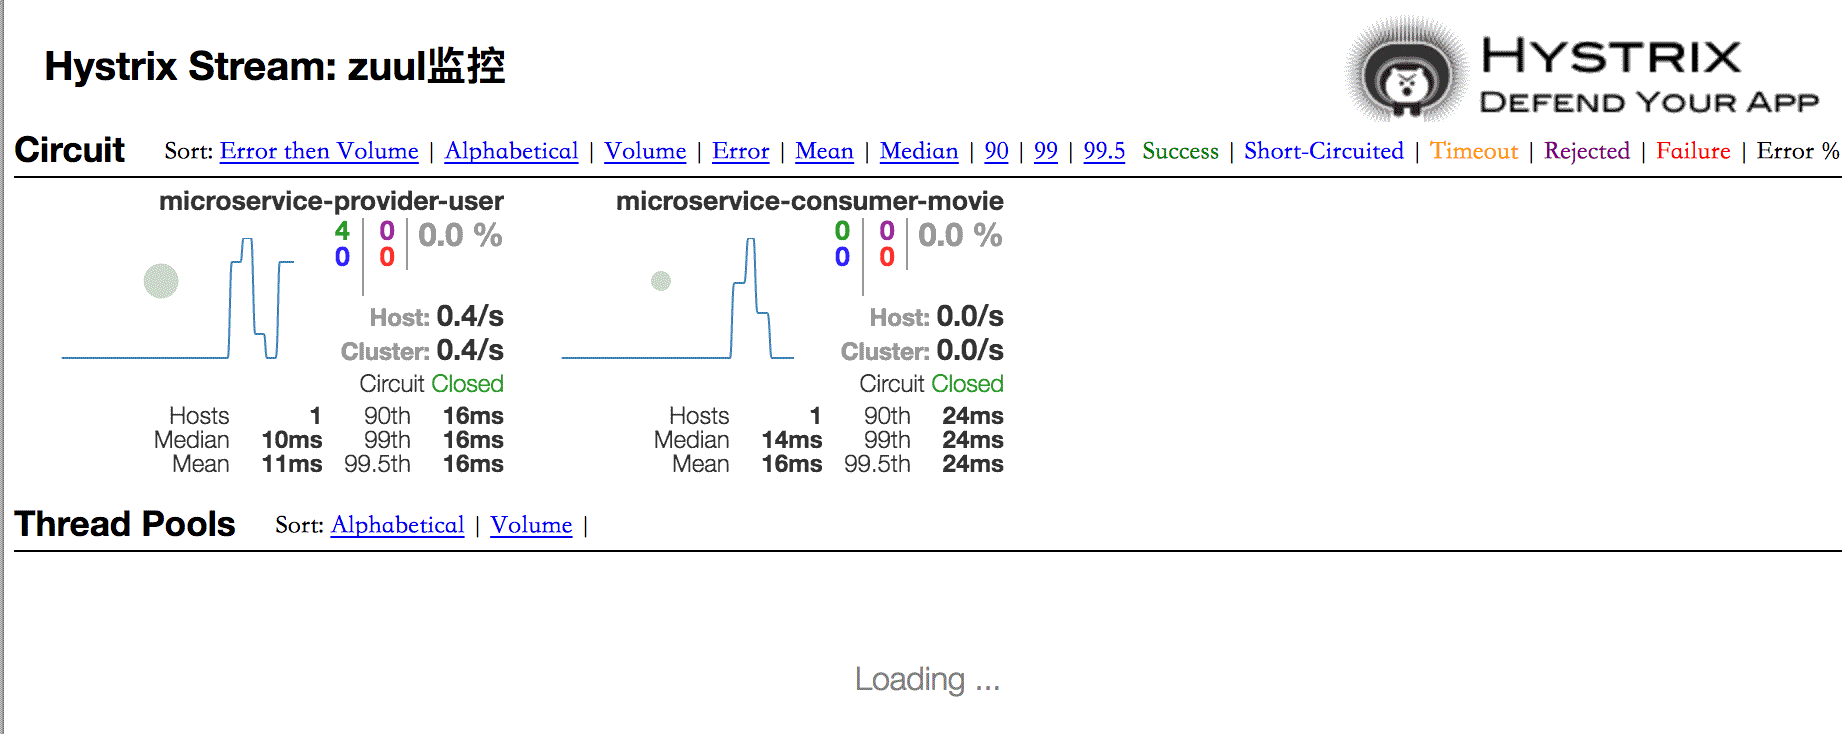 Hystrix Stream: zuul监控
HYSTRIX
DEFEND YOUR APP
Circuit Sort: Error then Volume | Alphabetical | Volume | Error | Mean | Median | 90 | 99 | 99.5 Success | Short-Circuited | Timeout | Rejected | Failure | Error %
microservice-provider-user
4 0 0.0 %
0 0
Host: 0.4/s
Cluster: 0.4/s
Circuit Closed
Hosts 1 90th 16ms
Median 10ms 99th 16ms
Mean 11ms 99.5th 16ms
microservice-consumer-movie
0 0 0.0 %
0 0
Host: 0.0/s
Cluster: 0.0/s
Circuit Closed
Hosts 1 90th 24ms
Median 14ms 99th 24ms
Mean 16ms 99.5th 24ms
Thread Pools Sort: Alphabetical | Volume |
Loading ...